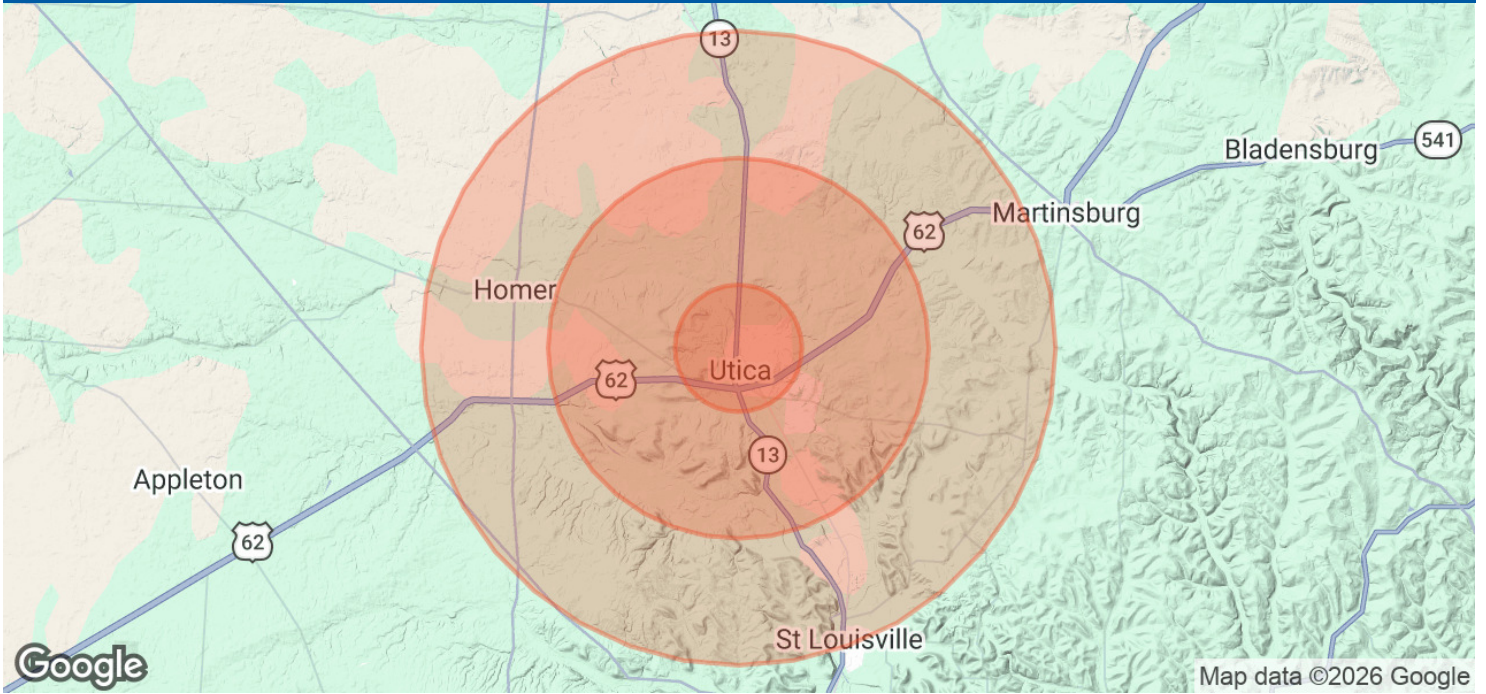 13
541
Bladensburg
Martinsburg
62
Homer
Utica
62
13
Appleton
62
St Louisville
Google
Map data ©2026 Google